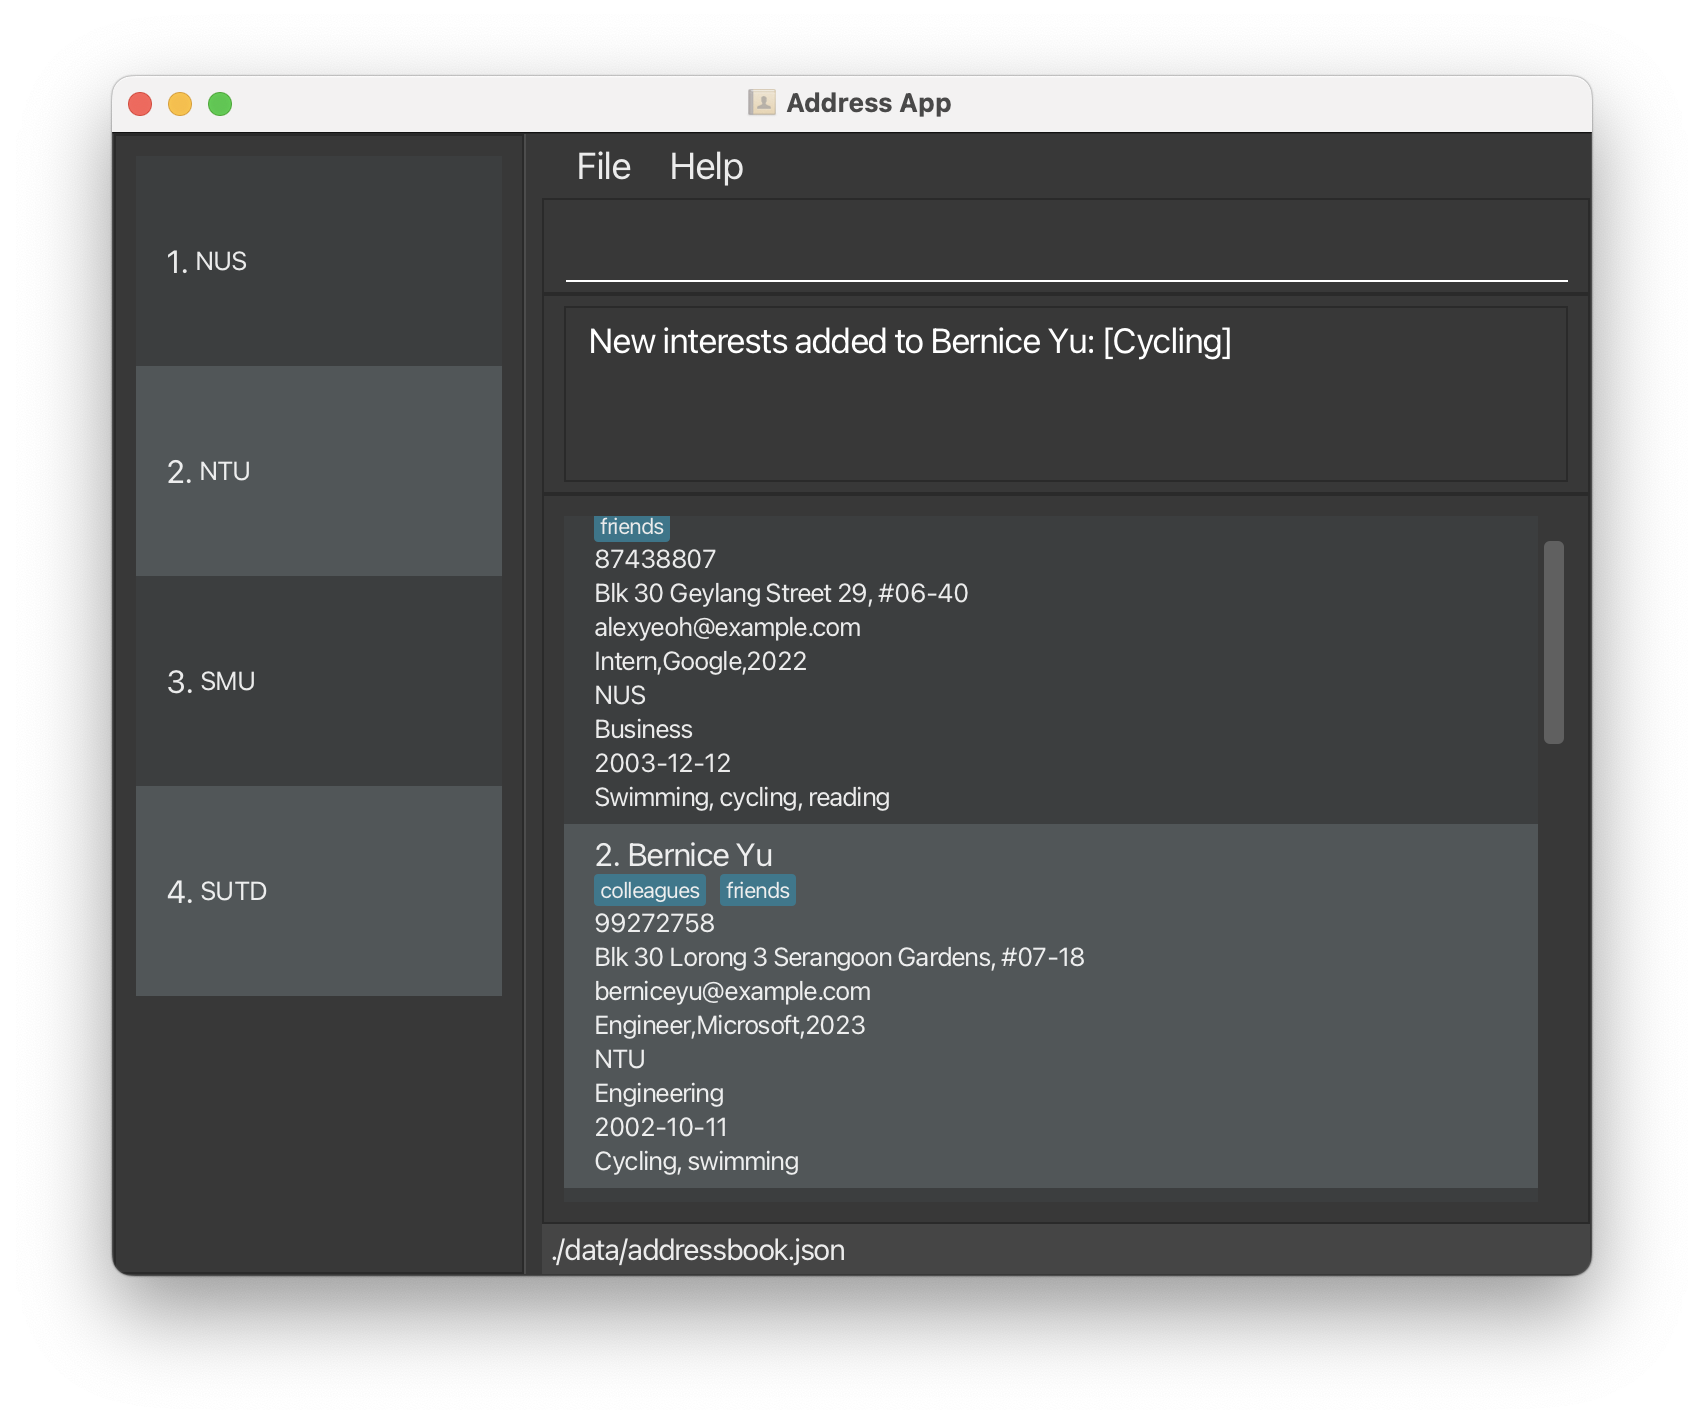 Address App
1. NUS
2. NTU
3. SMU
4. SUTD
File Help
New interests added to Bernice Yu: [Cycling]
friends
87438807
Blk 30 Geylang Street 29, #06-40
alexyeoh@example.com
Intern,Google,2022
NUS
Business
2003-12-12
Swimming, cycling, reading
2. Bernice Yu
colleagues friends
99272758
Blk 30 Lorong 3 Serangoon Gardens, #07-18
berniceyu@example.com
Engineer,Microsoft,2023
NTU
Engineering
2002-10-11
Cycling, swimming
./data/addressbook.json